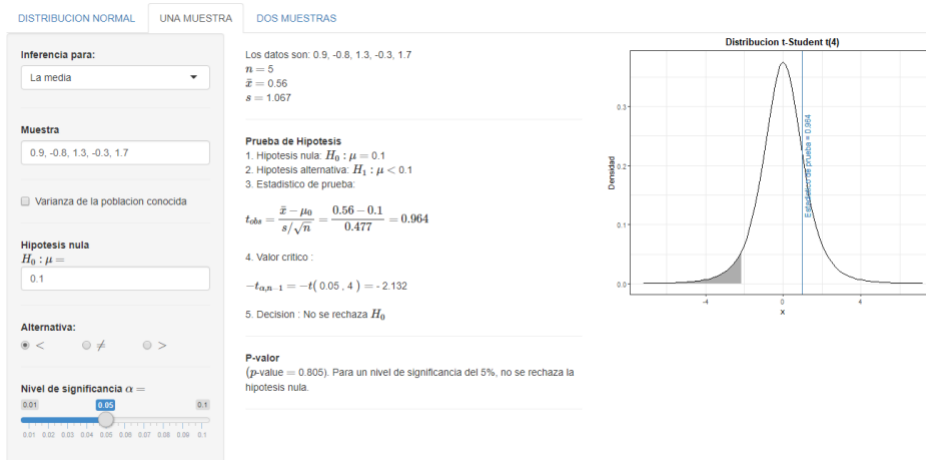 DISTRIBUCION NORMAL UNA MUESTRA DOS MUESTRAS
Inferencia para:
La media
Muestra
0.9, -0.8, 1.3, -0.3, 1.7
Varianza de la poblacion conocida
Hipotesis nula
H₀ : μ =
0.1
Alternativa:
< ≠ >
Nivel de significancia α =
0.01 0.05 0.1
0.01 0.02 0.03 0.04 0.05 0.06 0.07 0.08 0.09 0.1
Los datos son: 0.9, -0.8, 1.3, -0.3, 1.7
n = 5
x̄ = 0.56
s = 1.067
Prueba de Hipotesis
1. Hipotesis nula: H₀ : μ = 0.1
2. Hipotesis alternativa: H₁ : μ < 0.1
3. Estadistico de prueba:
t_obs = (x̄ − μ₀) / (s/√n) = (0.56 − 0.1) / 0.477 = 0.964
4. Valor critico :
−t_α,n−1 = −t( 0.05 , 4 ) = - 2.132
5. Decision : No se rechaza H₀
P-valor
(p-value = 0.805). Para un nivel de significancia del 5%, no se rechaza la
hipotesis nula.
Distribucion t-Student t(4)
Densidad
0.3
0.2
0.1
0.0
Estadistico de prueba = 0.964
-4 0 4
x